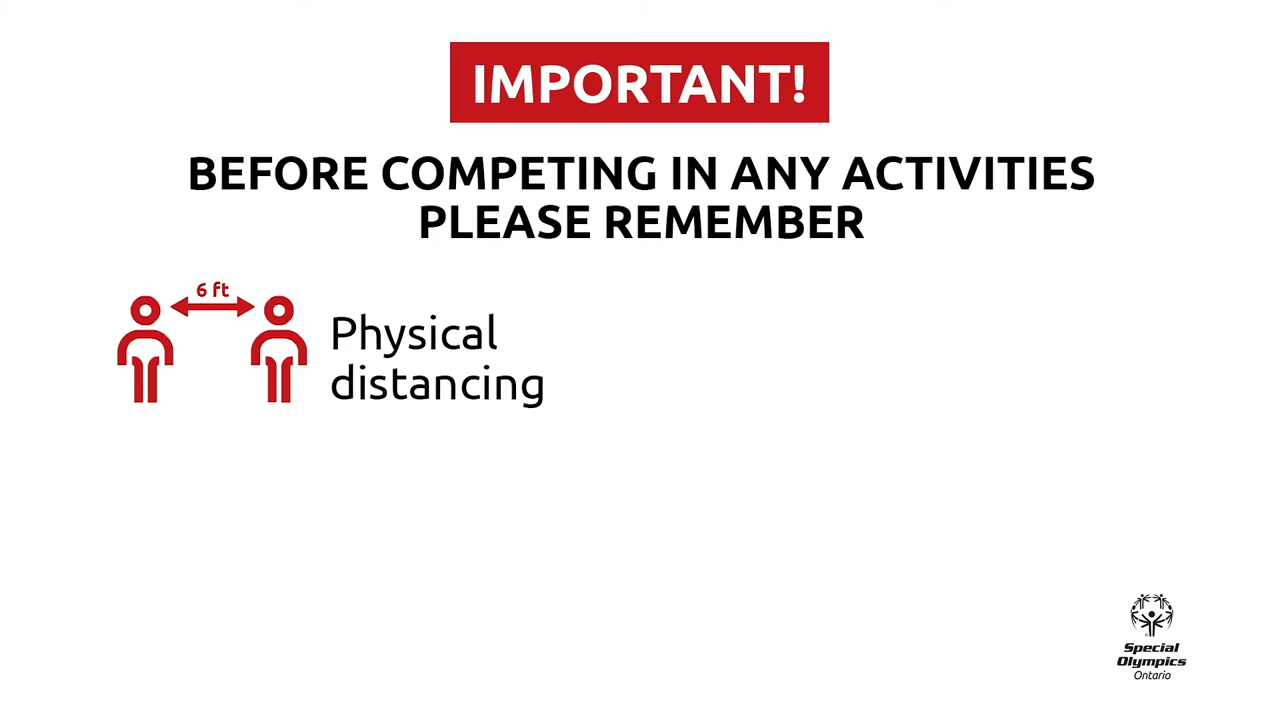 IMPORTANT!
BEFORE COMPETING IN ANY ACTIVITIES
PLEASE REMEMBER
6 ft
Physical
distancing
Special
Olympics
Ontario